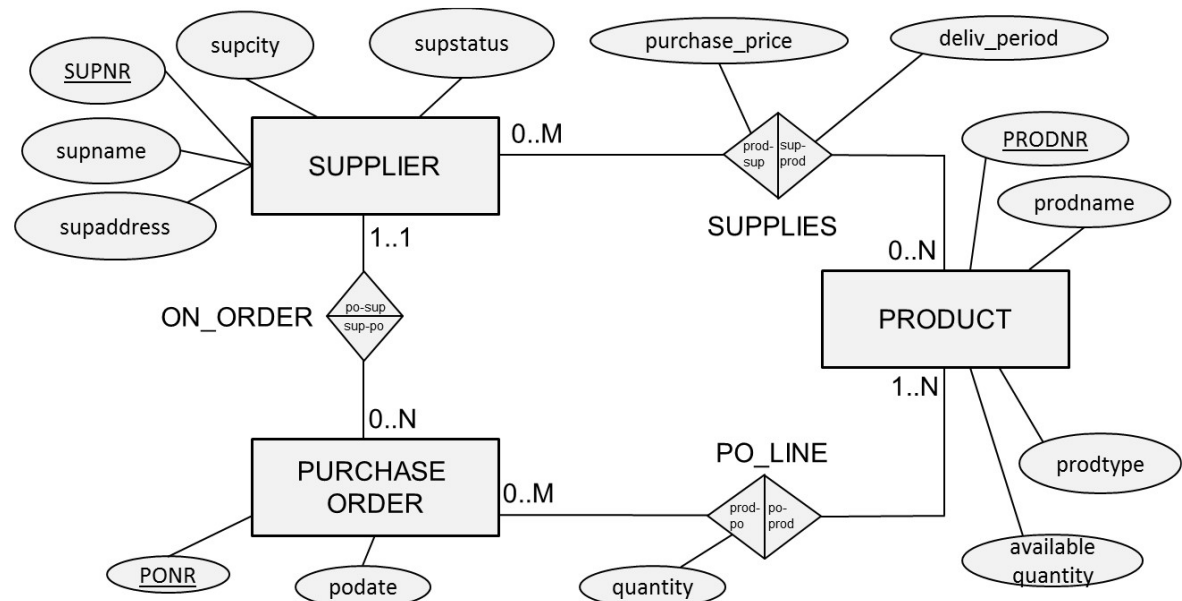 supcity
supstatus
purchase_price
deliv_period
SUPNR
supname
supaddress
SUPPLIER
0..M
prod-
sup
sup-
prod
SUPPLIES
PRODNR
prodname
1..1
0..N
ON_ORDER
po-sup
sup-po
PRODUCT
0..N
1..N
PURCHASE
ORDER
0..M
PO_LINE
prod-
po
po-
prod
prodtype
PONR
podate
quantity
available
quantity